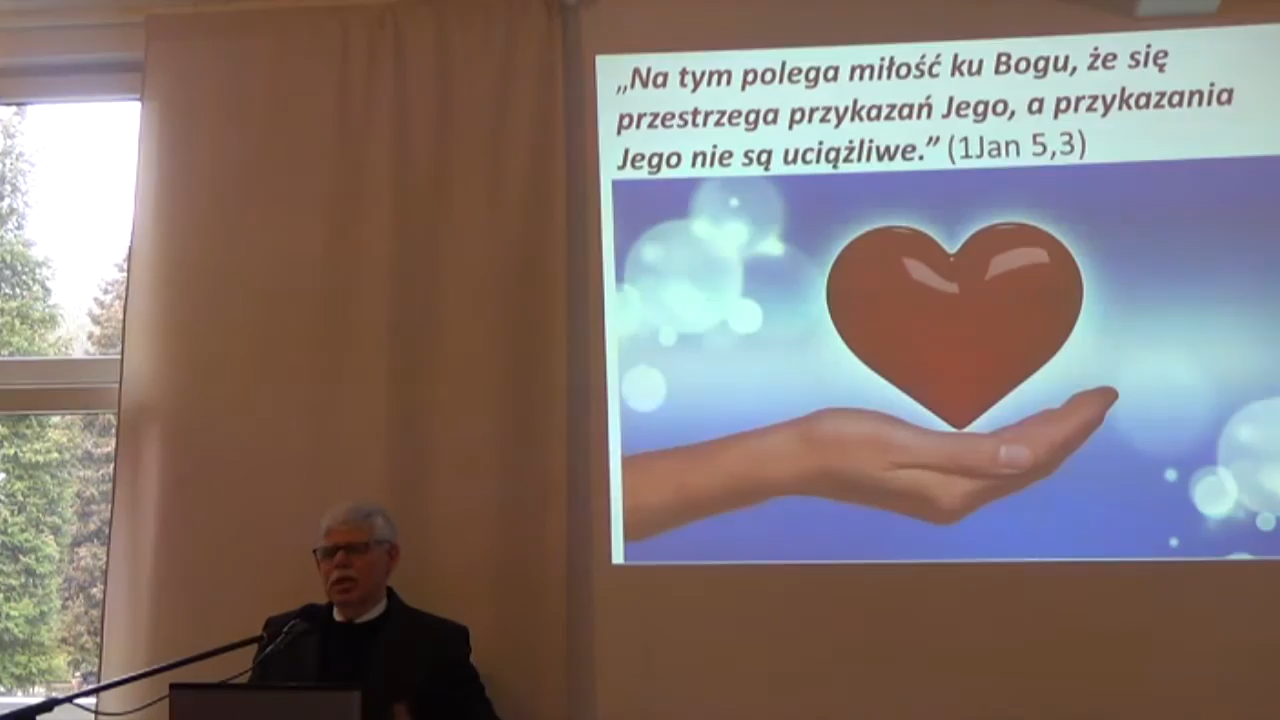 „Na tym polega miłość ku Bogu, że się
przestrzega przykazań Jego, a przykazania
Jego nie są uciążliwe.” (1Jan 5,3)